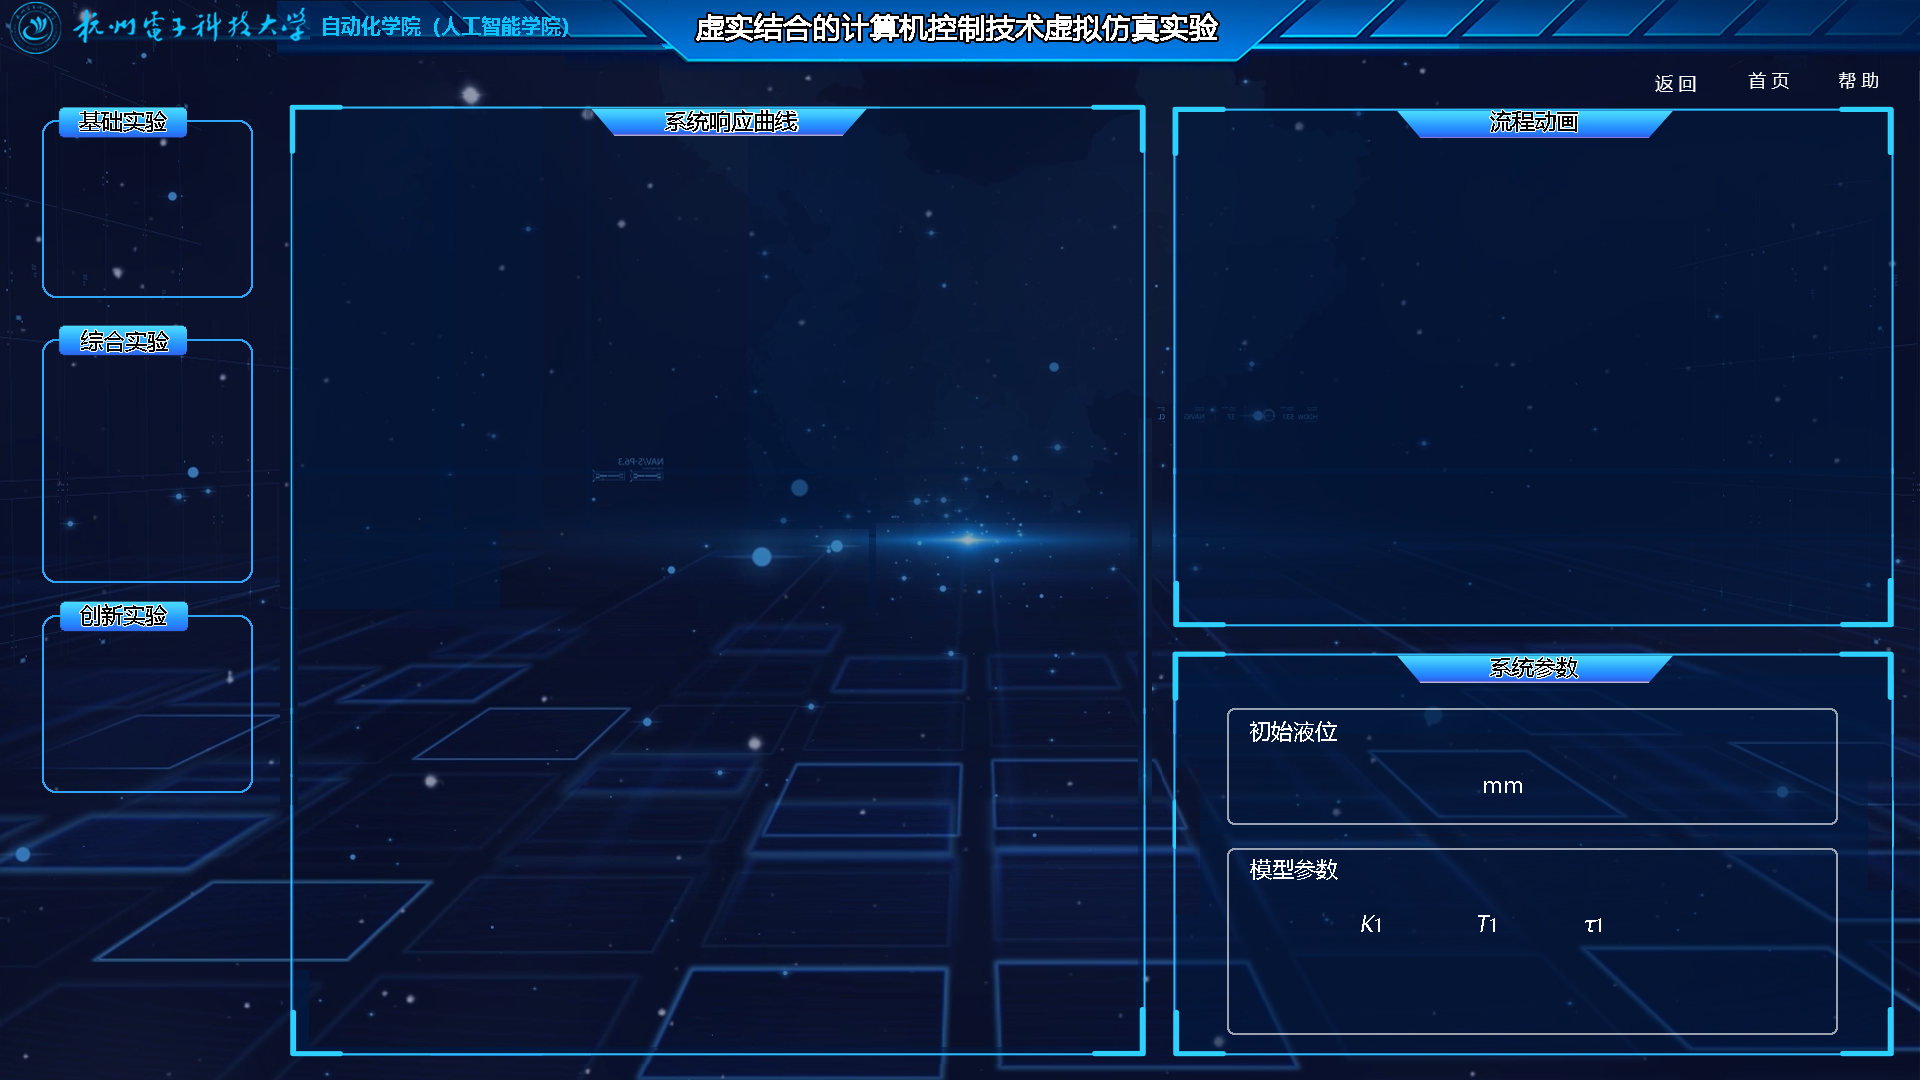 杭州電子科技大学 自动化学院（人工智能学院） 虚实结合的计算机控制技术虚拟仿真实验
返回 首页 帮助
基础实验
综合实验
创新实验
系统响应曲线
流程动画
系统参数
初始液位
mm
模型参数
K1 T1 τ1